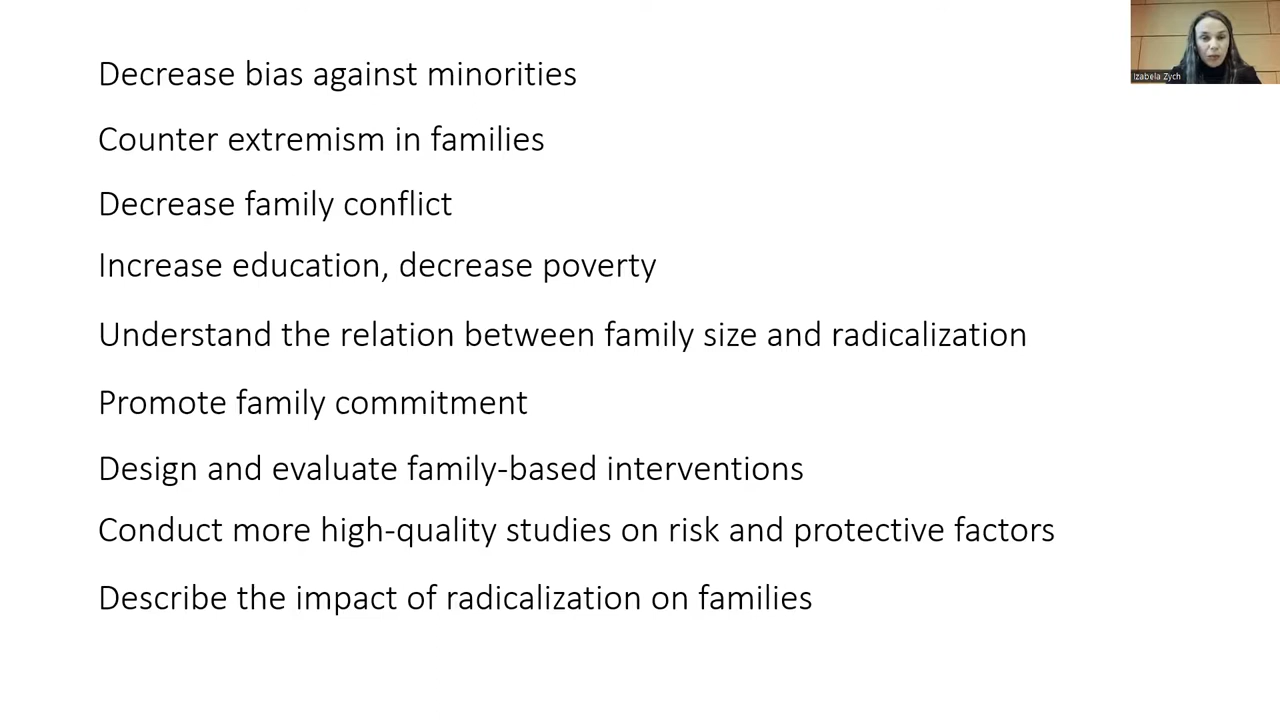 Decrease bias against minorities
Izabela Zych
Counter extremism in families
Decrease family conflict
Increase education, decrease poverty
Understand the relation between family size and radicalization
Promote family commitment
Design and evaluate family-based interventions
Conduct more high-quality studies on risk and protective factors
Describe the impact of radicalization on families